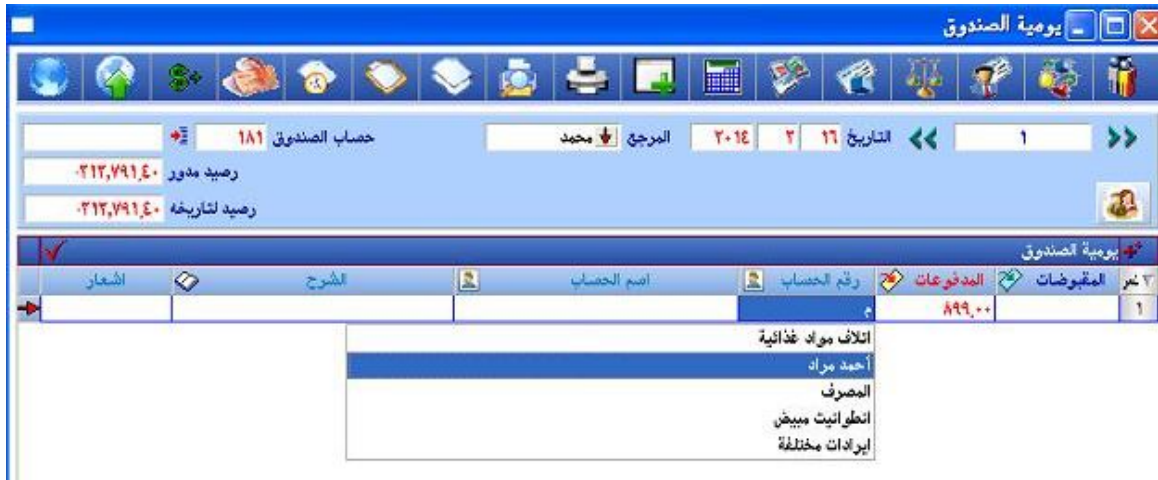 يومية الصندوق
١ التاريخ ١٦ ٢ ٢٠١٤ المرجع محمد حساب الصندوق ١٨١
رصيد مدور ٣١٣,٧٩١,٤٠-
رصيد لتاريخه ٣١٣,٧٩١,٤٠-
يومية الصندوق
نمر المقبوضات المدفوعات رقم الحساب اسم الحساب الشرح اشعار
١ ٨٩٩,٠٠ م
اتلاف مواد غذائية
أحمد مراد
المصرف
انطوانيت مبيض
ايرادات مختلفة